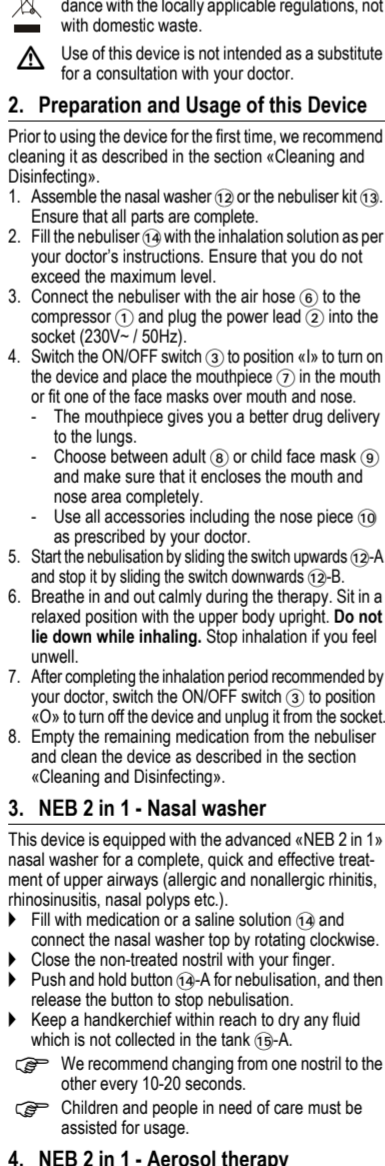 dance with the locally applicable regulations, not
with domestic waste.
Use of this device is not intended as a substitute
for a consultation with your doctor.
2. Preparation and Usage of this Device
Prior to using the device for the first time, we recommend
cleaning it as described in the section «Cleaning and
Disinfecting».
1. Assemble the nasal washer ⑫ or the nebuliser kit ⑬.
Ensure that all parts are complete.
2. Fill the nebuliser ⑭ with the inhalation solution as per
your doctor's instructions. Ensure that you do not
exceed the maximum level.
3. Connect the nebuliser with the air hose ⑥ to the
compressor ① and plug the power lead ② into the
socket (230V~ / 50Hz).
4. Switch the ON/OFF switch ③ to position «I» to turn on
the device and place the mouthpiece ⑦ in the mouth
or fit one of the face masks over mouth and nose.
- The mouthpiece gives you a better drug delivery
to the lungs.
- Choose between adult ⑧ or child face mask ⑨
and make sure that it encloses the mouth and
nose area completely.
- Use all accessories including the nose piece ⑩
as prescribed by your doctor.
5. Start the nebulisation by sliding the switch upwards ⑫-A
and stop it by sliding the switch downwards ⑫-B.
6. Breathe in and out calmly during the therapy. Sit in a
relaxed position with the upper body upright. Do not
lie down while inhaling. Stop inhalation if you feel
unwell.
7. After completing the inhalation period recommended by
your doctor, switch the ON/OFF switch ③ to position
«O» to turn off the device and unplug it from the socket.
8. Empty the remaining medication from the nebuliser
and clean the device as described in the section
«Cleaning and Disinfecting».
3. NEB 2 in 1 - Nasal washer
This device is equipped with the advanced «NEB 2 in 1»
nasal washer for a complete, quick and effective treat-
ment of upper airways (allergic and nonallergic rhinitis,
rhinosinusitis, nasal polyps etc.).
Fill with medication or a saline solution ⑭ and
connect the nasal washer top by rotating clockwise.
Close the non-treated nostril with your finger.
Push and hold button ⑭-A for nebulisation, and then
release the button to stop nebulisation.
Keep a handkerchief within reach to dry any fluid
which is not collected in the tank ⑮-A.
We recommend changing from one nostril to the
other every 10-20 seconds.
Children and people in need of care must be
assisted for usage.
4. NEB 2 in 1 - Aerosol therapy